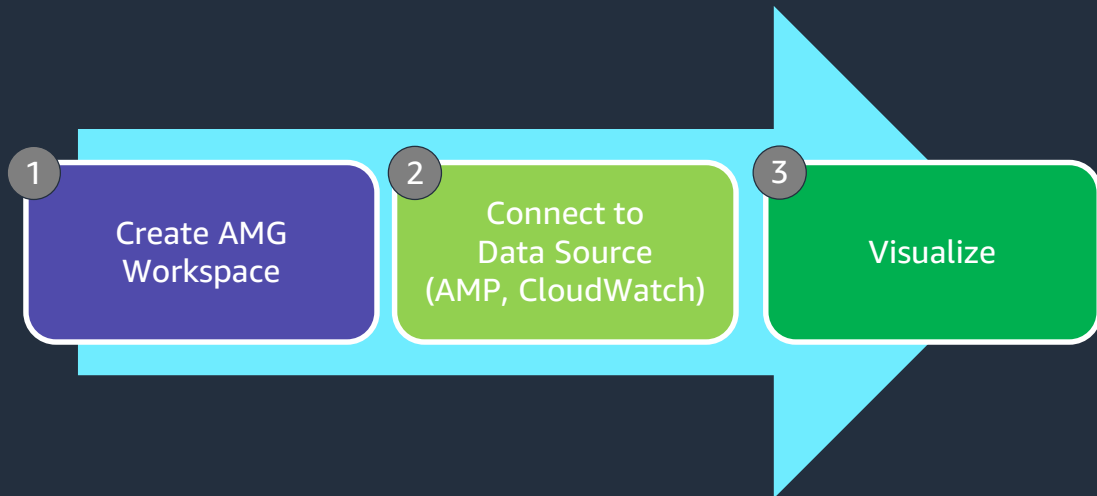 1
Create AMG
Workspace
2
Connect to
Data Source
(AMP, CloudWatch)
3
Visualize